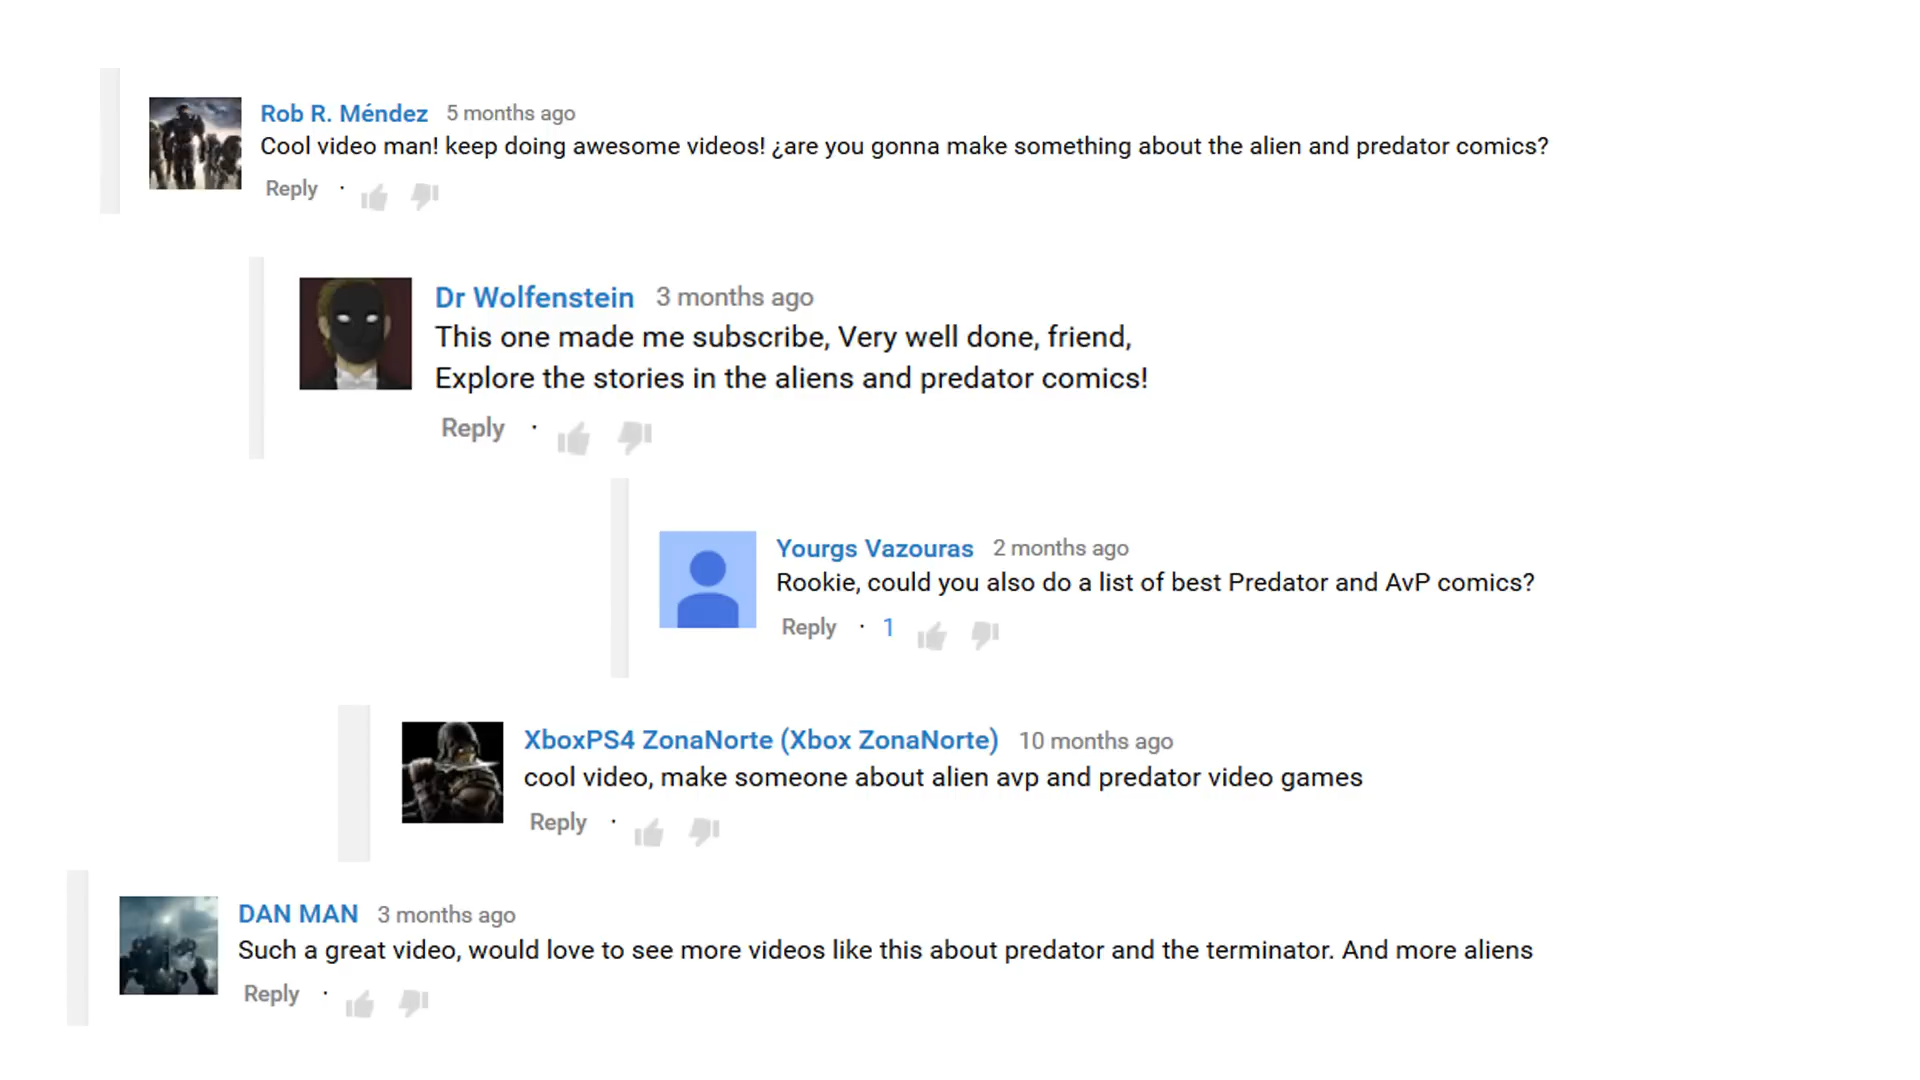 Rob R. Méndez 5 months ago
Cool video man! keep doing awesome videos! ¿are you gonna make something about the alien and predator comics?
Reply ·
Dr Wolfenstein 3 months ago
This one made me subscribe, Very well done, friend,
Explore the stories in the aliens and predator comics!
Reply ·
Yourgs Vazouras 2 months ago
Rookie, could you also do a list of best Predator and AvP comics?
Reply · 1
XboxPS4 ZonaNorte (Xbox ZonaNorte) 10 months ago
cool video, make someone about alien avp and predator video games
Reply ·
DAN MAN 3 months ago
Such a great video, would love to see more videos like this about predator and the terminator. And more aliens
Reply ·